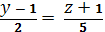 y − 1 / 2 = z + 1 / 5